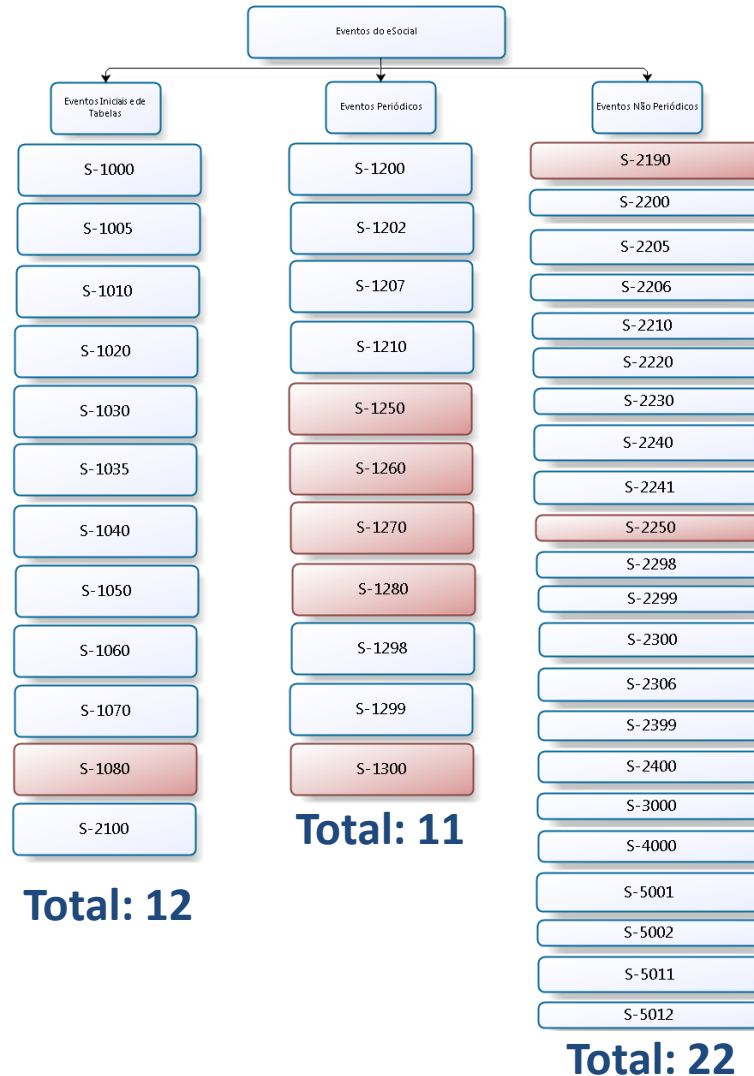 Eventos do eSocial
Eventos Iniciais e de
Tabelas
S-1000
S-1005
S-1010
S-1020
S-1030
S-1035
S-1040
S-1050
S-1060
S-1070
S-1080
S-2100
Total: 12
Eventos Periódicos
S-1200
S-1202
S-1207
S-1210
S-1250
S-1260
S-1270
S-1280
S-1298
S-1299
S-1300
Total: 11
Eventos Não Periódicos
S-2190
S-2200
S-2205
S-2206
S-2210
S-2220
S-2230
S-2240
S-2241
S-2250
S-2298
S-2299
S-2300
S-2306
S-2399
S-2400
S-3000
S-4000
S-5001
S-5002
S-5011
S-5012
Total: 22